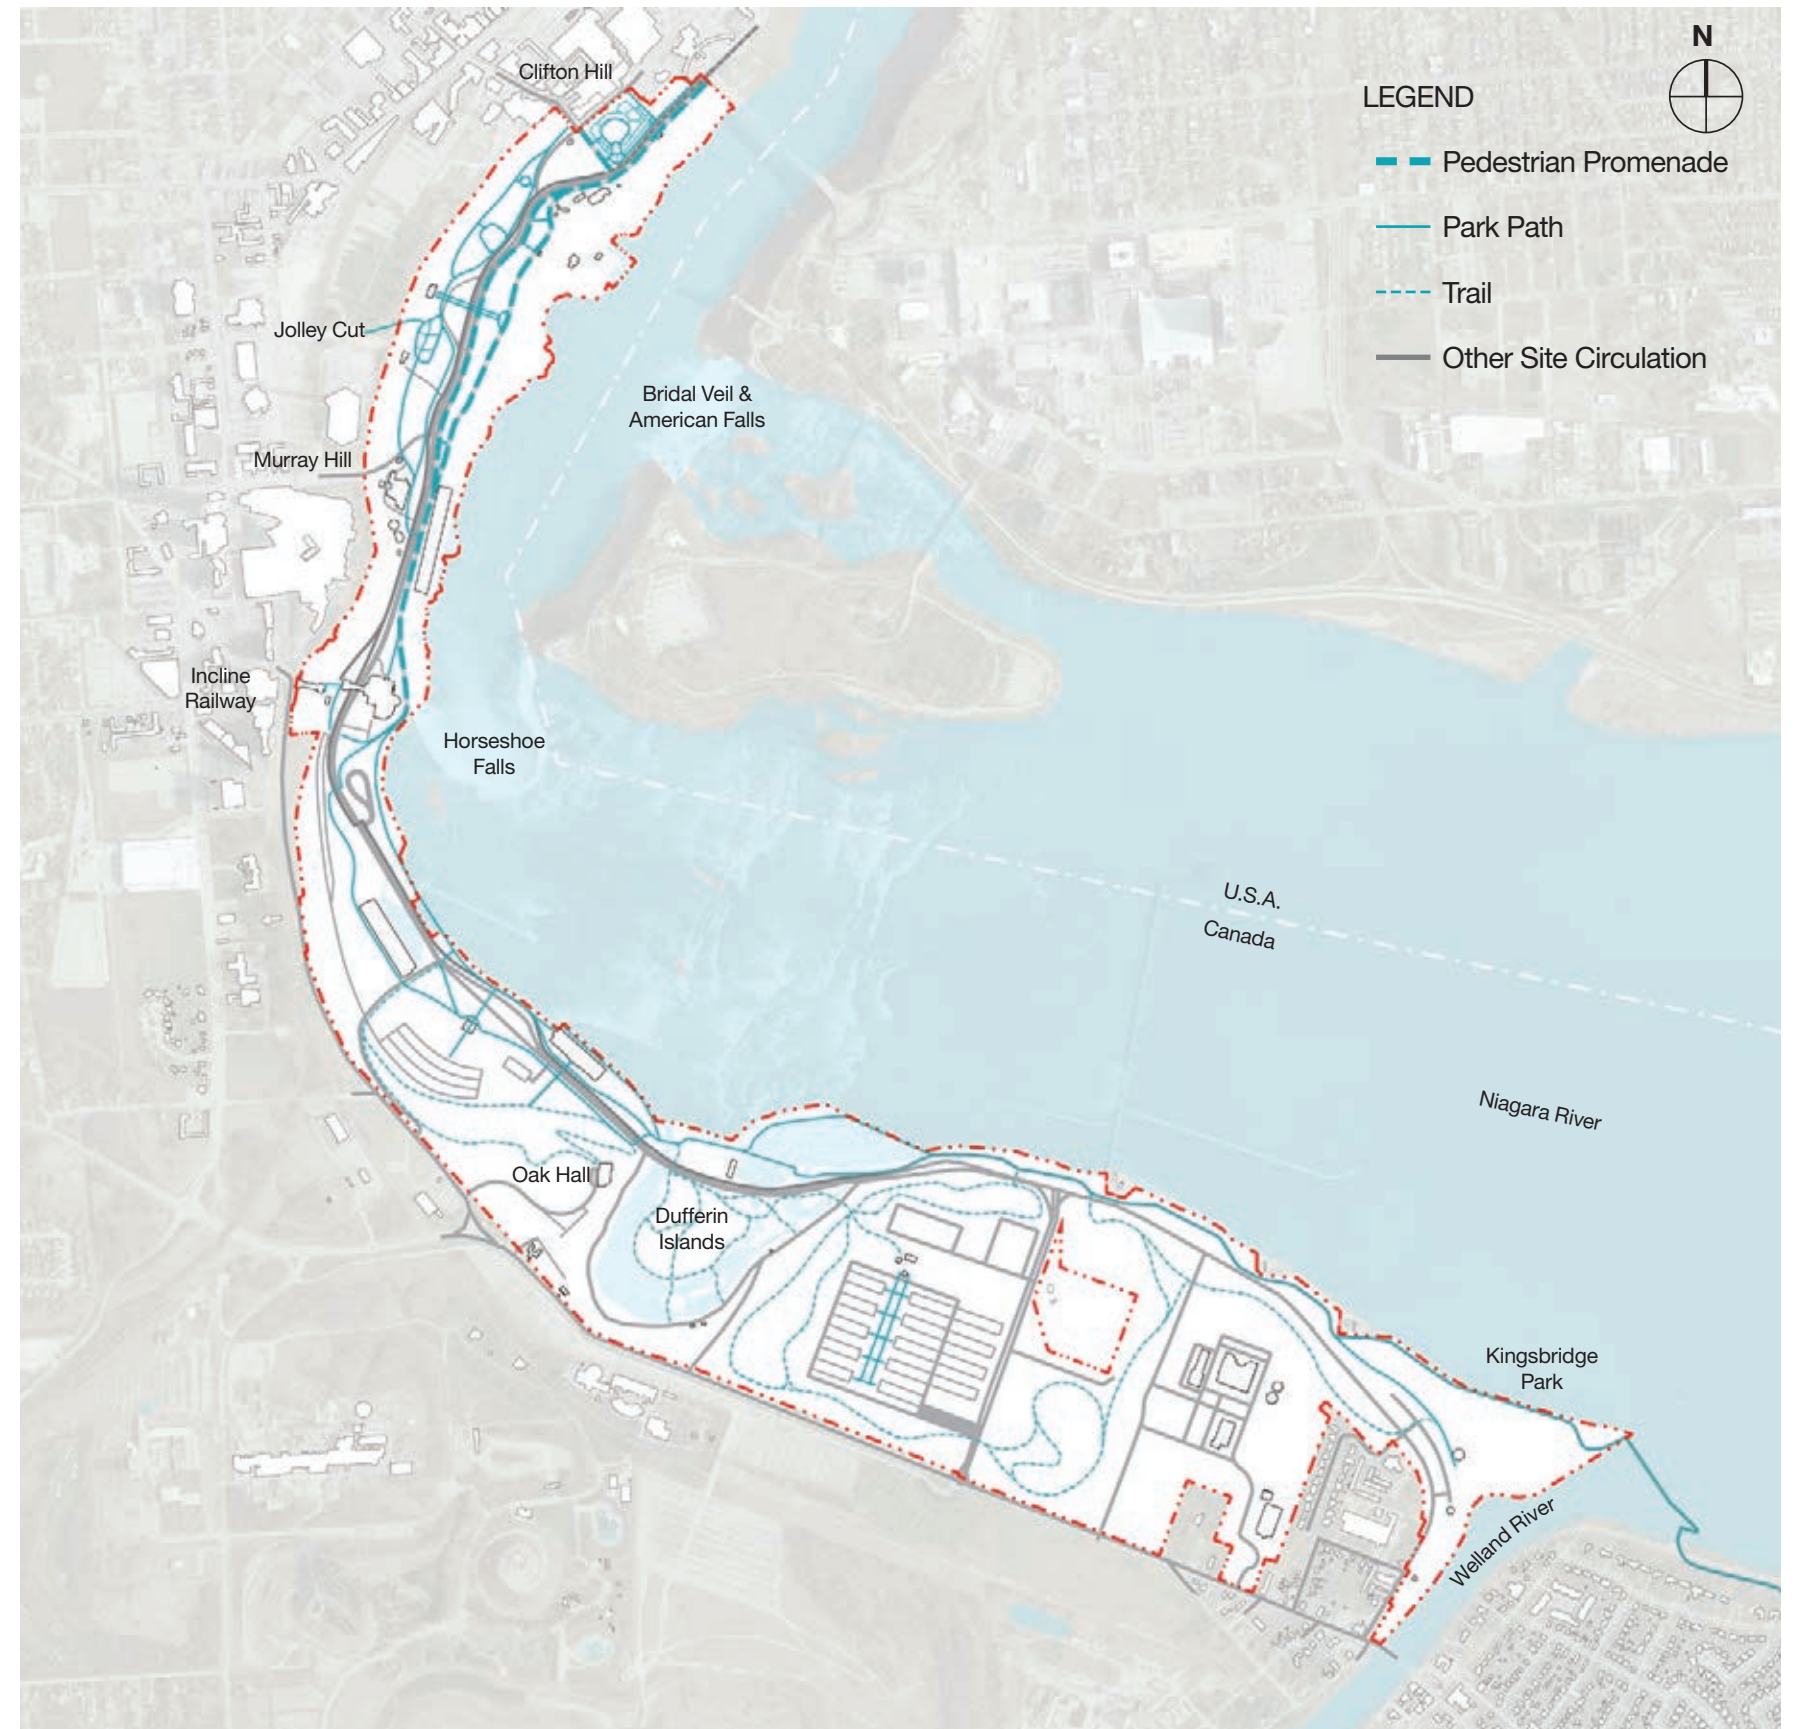 N
LEGEND
Pedestrian Promenade
Park Path
Trail
Other Site Circulation
Clifton Hill
Jolley Cut
Bridal Veil &
American Falls
Murray Hill
Incline
Railway
Horseshoe
Falls
U.S.A.
Canada
Niagara River
Oak Hall
Dufferin
Islands
Kingsbridge
Park
Welland River